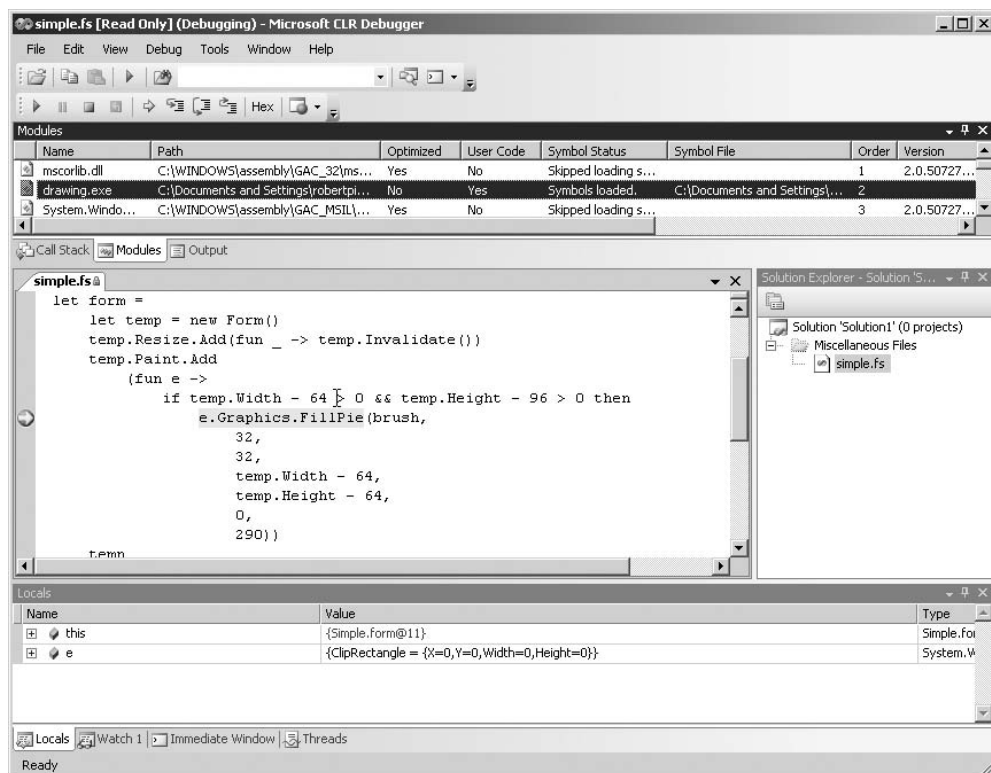 simple.fs [Read Only] (Debugging) - Microsoft CLR Debugger
File Edit View Debug Tools Window Help
Hex
Modules
Name Path Optimized User Code Symbol Status Symbol File Order Version
mscorlib.dll C:\WINDOWS\assembly\GAC_32\ms... Yes No Skipped loading s... 1 2.0.50727...
drawing.exe C:\Documents and Settings\robertpi... No Yes Symbols loaded. C:\Documents and Settings\... 2
System.Windo... C:\WINDOWS\assembly\GAC_MSIL\... Yes No Skipped loading s... 3 2.0.50727...
Call Stack Modules Output
simple.fs
let form =
let temp = new Form()
temp.Resize.Add(fun _ -> temp.Invalidate())
temp.Paint.Add
(fun e ->
if temp.Width - 64 > 0 && temp.Height - 96 > 0 then
e.Graphics.FillPie(brush,
32,
32,
temp.Width - 64,
temp.Height - 64,
0,
290))
temp
Solution Explorer - Solution 'S...
Solution 'Solution1' (0 projects)
Miscellaneous Files
simple.fs
Locals
Name Value Type
this {Simple.form@11} Simple.for
e {ClipRectangle = {X=0,Y=0,Width=0,Height=0}} System.W
Locals Watch 1 Immediate Window Threads
Ready